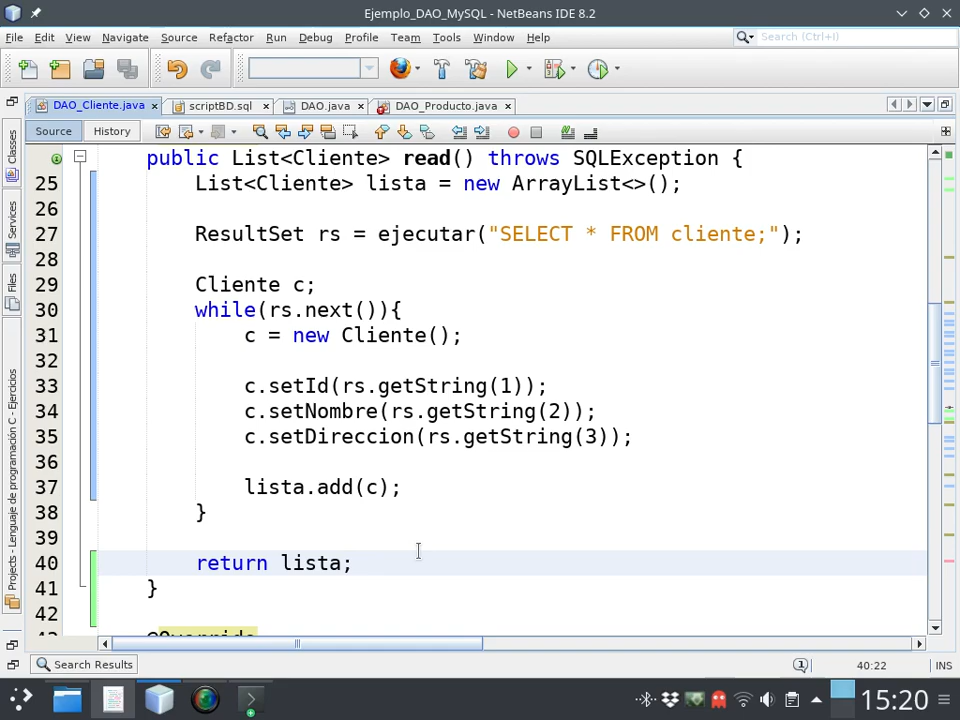 Ejemplo_DAO_MySQL - NetBeans IDE 8.2
File Edit View Navigate Source Refactor Run Debug Profile Team Tools Window Help
Search (Ctrl+I)
DAO_Cliente.java scriptBD.sql DAO.java DAO_Producto.java
Source History
public List<Cliente> read() throws SQLException {
25 List<Cliente> lista = new ArrayList<>();
26
27 ResultSet rs = ejecutar("SELECT * FROM cliente;");
28
29 Cliente c;
30 while(rs.next()){
31 c = new Cliente();
32
33 c.setId(rs.getString(1));
34 c.setNombre(rs.getString(2));
35 c.setDireccion(rs.getString(3));
36
37 lista.add(c);
38 }
39
40 return lista;
41 }
42
43 @Override
Classes
Services
Files
Projects - Lenguaje de programación C - Ejercicios
Search Results
1
40:22
INS
15:20